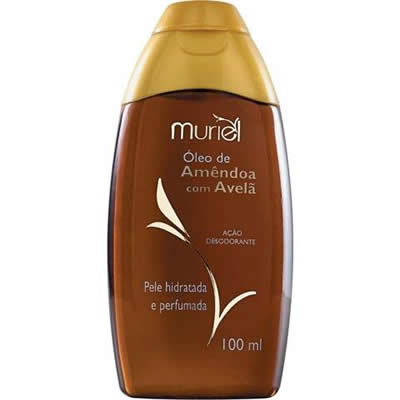 muriel
Óleo de
Amêndoa
com Avelã
AÇÃO
DESODORANTE
Pele hidratada
e perfumada
100 ml